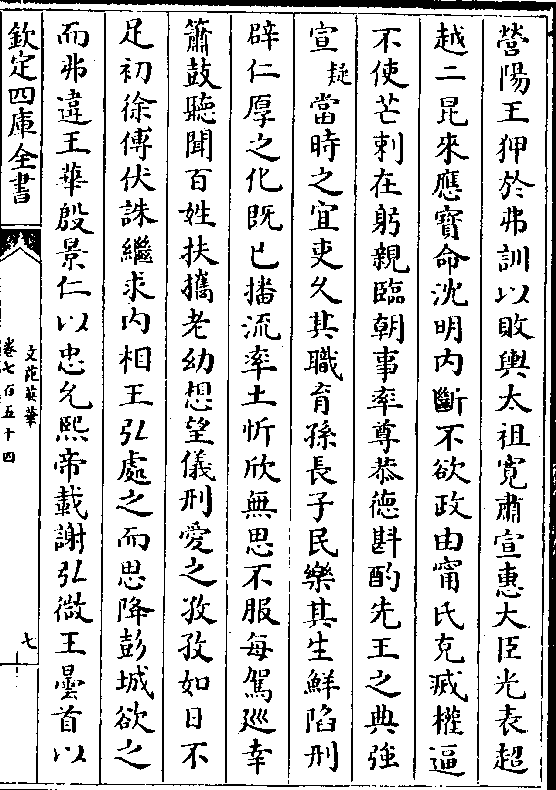 營陽王狎於弗訓以敗輿太祖寛肅宣惠大臣光表超
越二昆來應寳命沈明内斷不欲政由甯氏克㓕權逼
不使芒刺在躬親臨朝事率尊恭德斟酌先王之典強
宣疑當時之宜吏久其職育孫長子民樂其生鮮陷刑
辟仁厚之化既已播流率土忻欣無思不服每駕巡幸
簫鼓聽聞百姓扶攜老幼想望儀刑愛之孜孜如日不
足初徐傅伏誅繼求内相王弘處之而思降彭城欲之
而弗違王華殷景仁以忠允熙帝載謝弘微王曇首以
欽定四庫全書
文苑英華
卷七百五十四
七